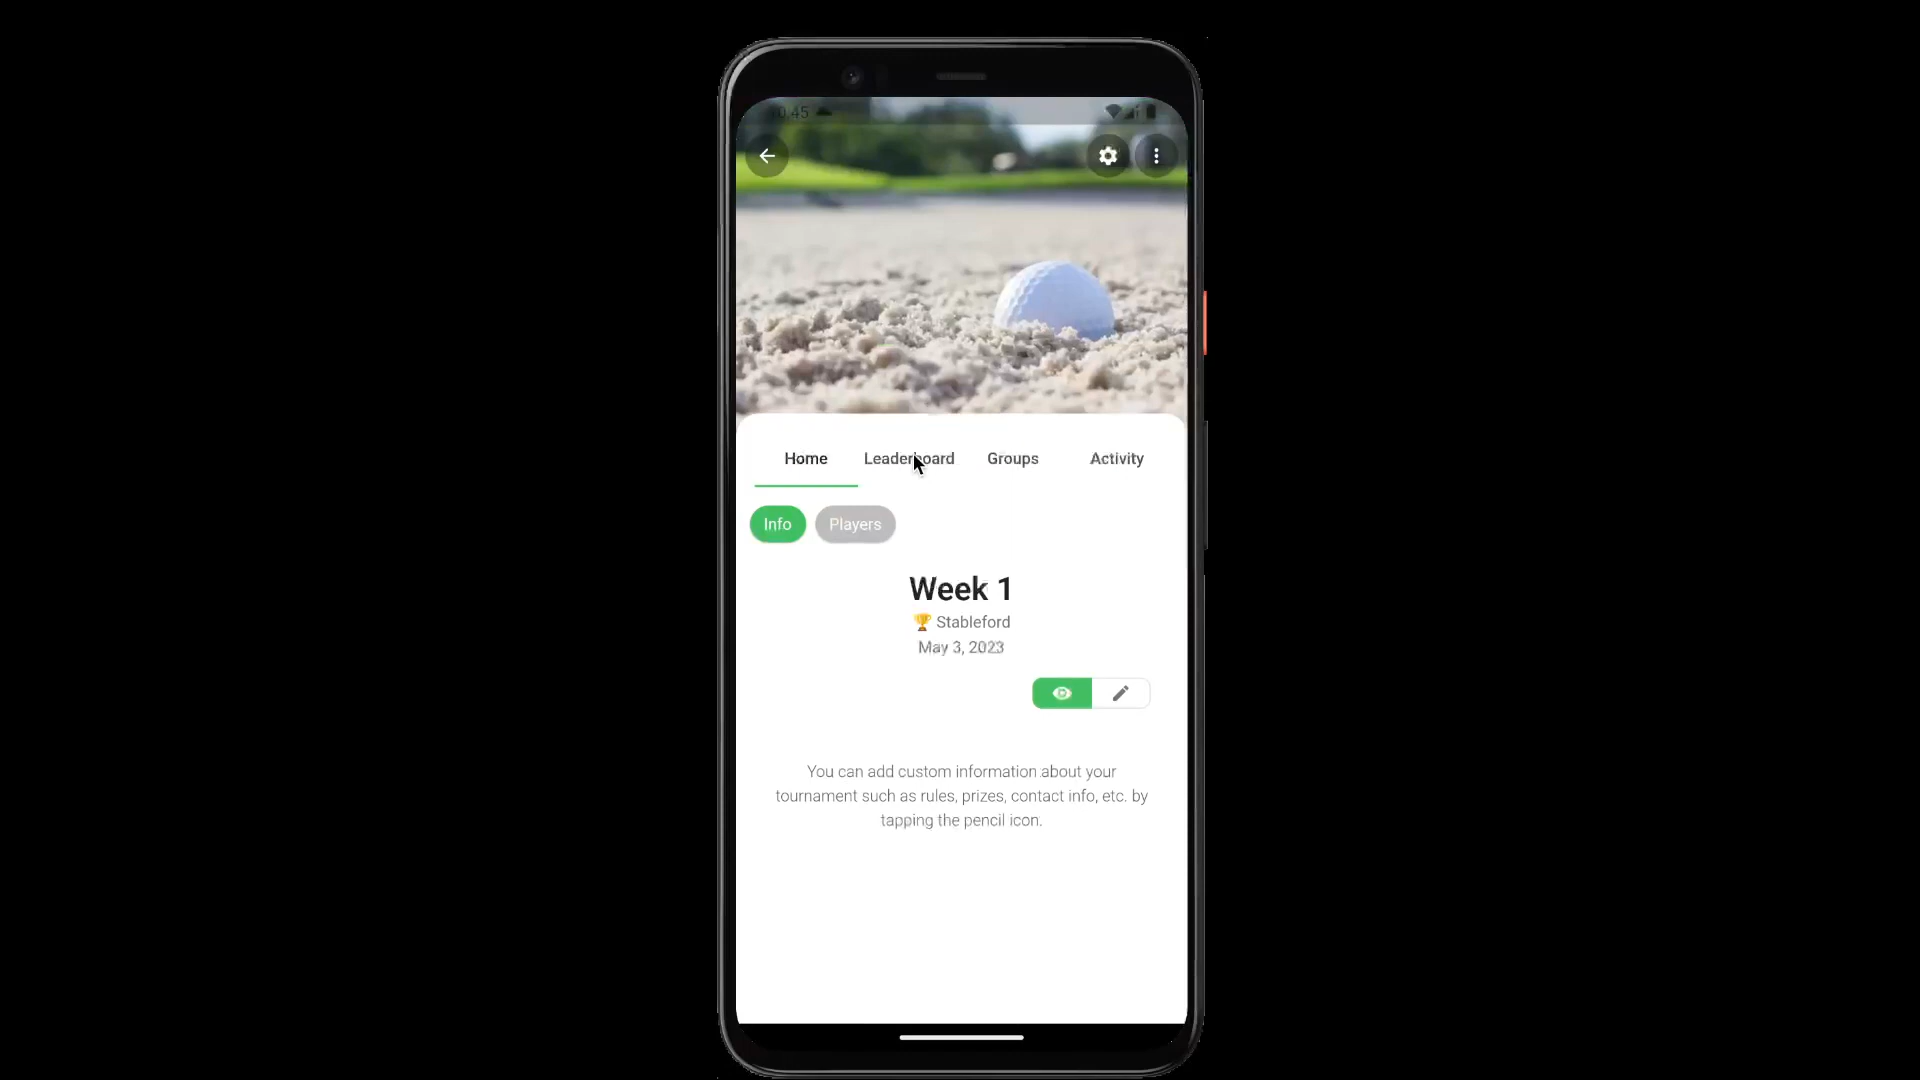 Home Leaderboard Groups Activity
Info Players
Week 1
🏆 Stableford
May 3, 2023
You can add custom information about your
tournament such as rules, prizes, contact info, etc. by
tapping the pencil icon.